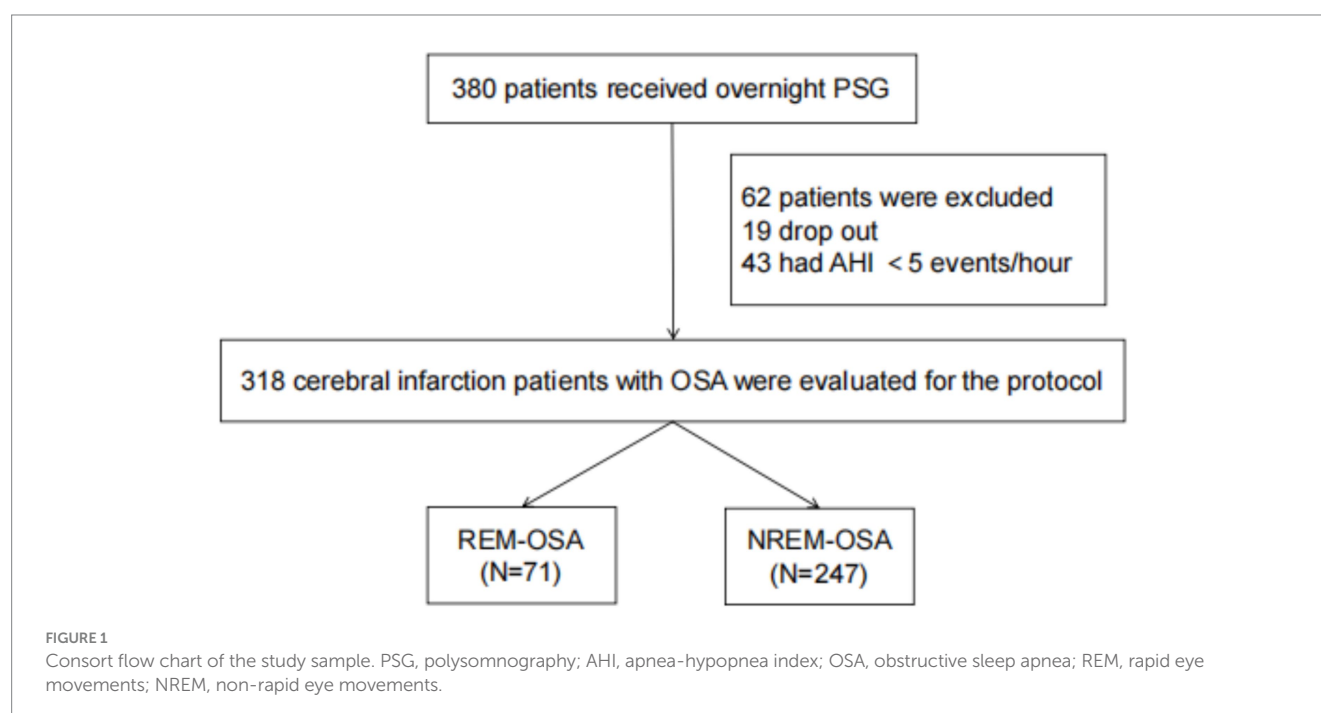 380 patients received overnight PSG
62 patients were excluded
19 drop out
43 had AHI < 5 events/hour
318 cerebral infarction patients with OSA were evaluated for the protocol
REM-OSA
(N=71)
NREM-OSA
(N=247)
FIGURE 1
Consort flow chart of the study sample. PSG, polysomnography; AHI, apnea-hypopnea index; OSA, obstructive sleep apnea; REM, rapid eye
movements; NREM, non-rapid eye movements.